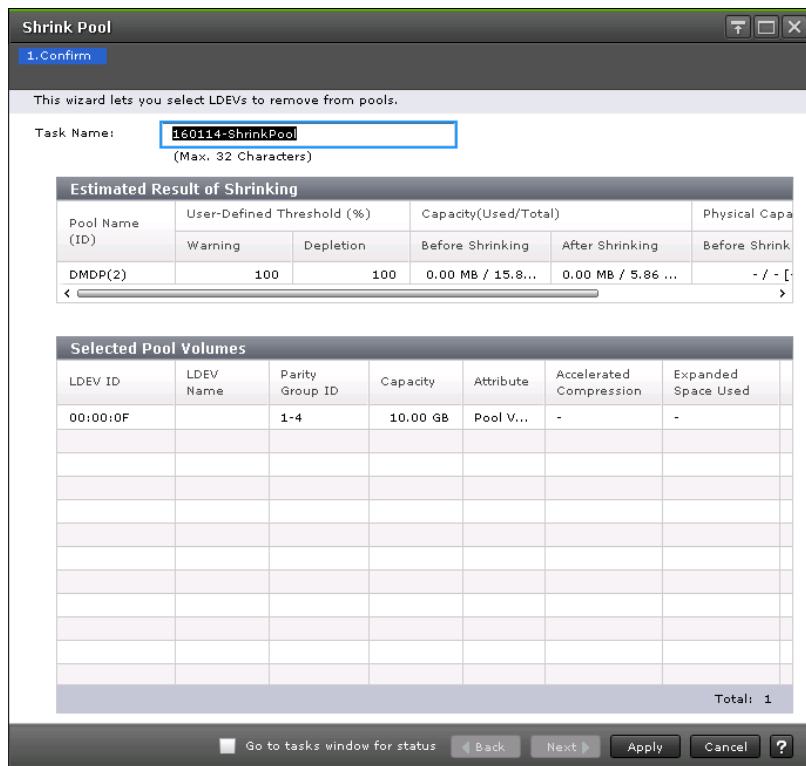 Shrink Pool
1.Confirm
This wizard lets you select LDEVs to remove from pools.
Task Name: 160114-ShrinkPool
(Max. 32 Characters)
Estimated Result of Shrinking
Pool Name (ID) User-Defined Threshold (%) Capacity(Used/Total) Physical Capa
Warning Depletion Before Shrinking After Shrinking Before Shrink
DMDP(2) 100 100 0.00 MB / 15.8... 0.00 MB / 5.86 ... - / - [-
Selected Pool Volumes
LDEV ID LDEV Name Parity Group ID Capacity Attribute Accelerated Compression Expanded Space Used
00:00:0F 1-4 10.00 GB Pool V... - -
Total: 1
Go to tasks window for status Back Next Apply Cancel ?